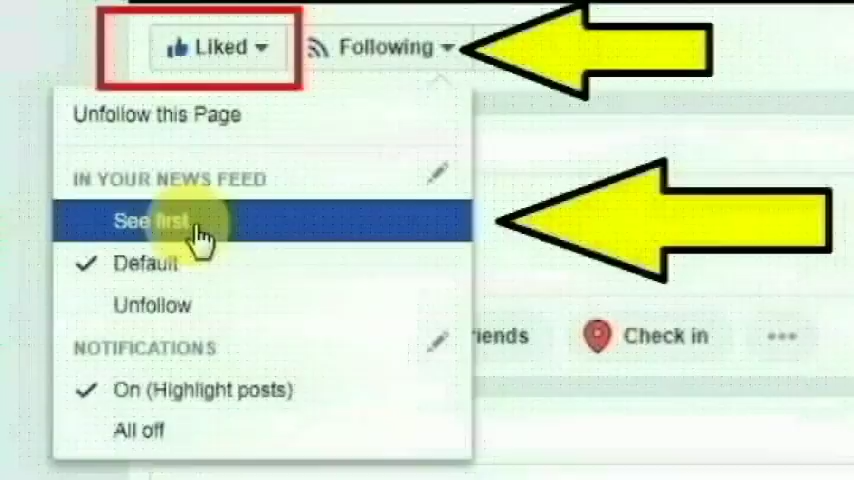 Liked Following
Unfollow this Page
IN YOUR NEWS FEED
See first
Default
Unfollow
NOTIFICATIONS
Check in
On (Highlight posts)
All off